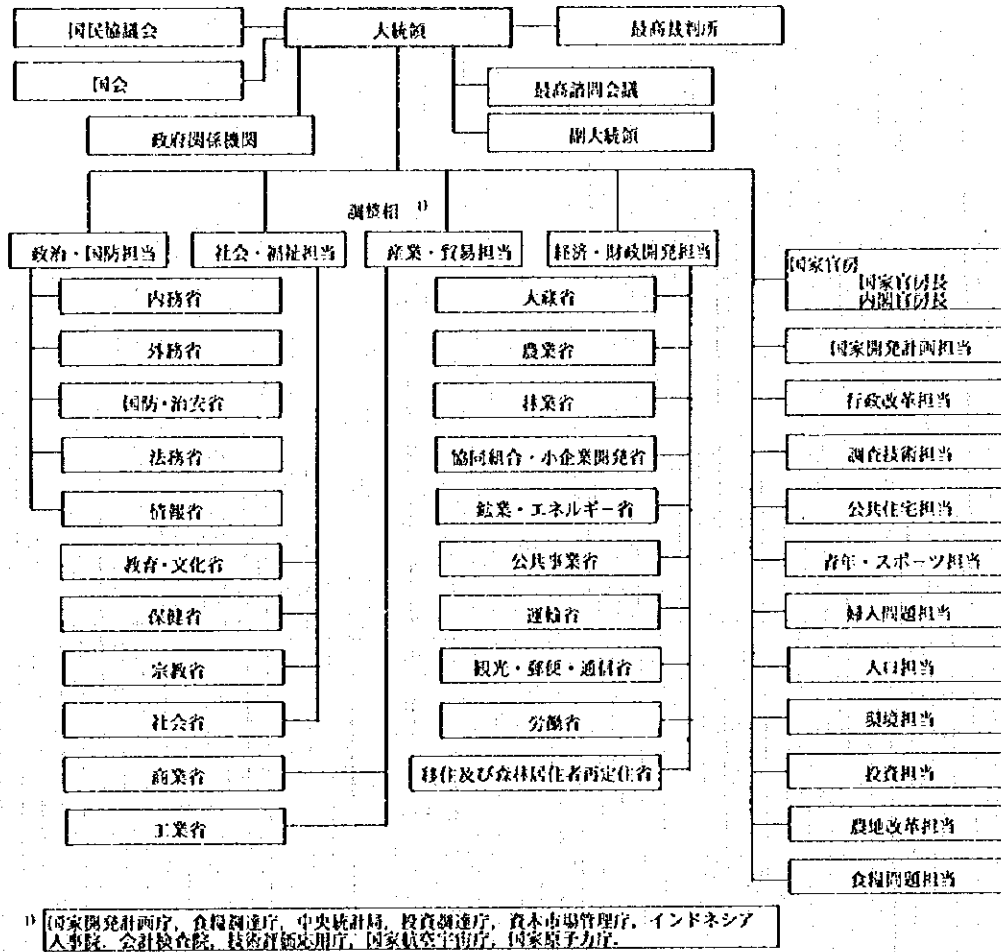 国民協議会
大統領
最高裁判所
国会
最高諮問会議
政府関係機関
副大統領
調整相 1)
政治・国防担当
社会・福祉担当
産業・貿易担当
経済・財政開発担当
国家官房
国家官房長
内閣官房長
内務省
大蔵省
外務省
農業省
国家開発計画担当
国防・治安省
林業省
行政改革担当
法務省
協同組合・小企業開発省
調査技術担当
情報省
鉱業・エネルギー省
公共住宅担当
教育・文化省
公共事業省
青年・スポーツ担当
保健省
運輸省
婦人問題担当
宗教省
観光・郵便・通信省
人口担当
社会省
労働省
環境担当
商業省
移住及び森林居住者再定住省
投資担当
工業省
農地改革担当
食糧問題担当
1) 国家開発計画庁, 食糧調達庁, 中央統計局, 投資調達庁, 資本市場管理庁, インドネシア
人事院, 会計検査院, 技術評価応用庁, 国家航空宇宙庁, 国家原子力庁.